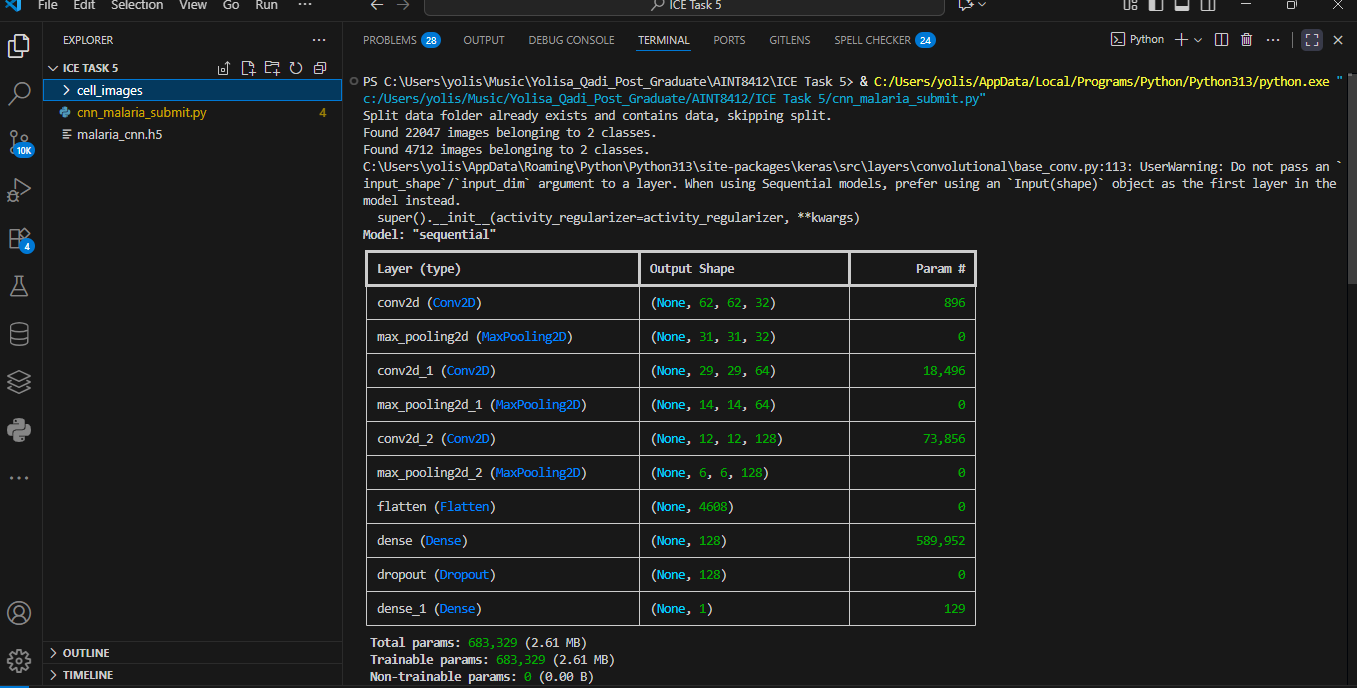 File Edit Selection View Go Run ··· ← → ICE Task 5
EXPLORER ···
ICE TASK 5
cell_images
cnn_malaria_submit.py 4
malaria_cnn.h5
10K
4
OUTLINE
TIMELINE
PROBLEMS 28 OUTPUT DEBUG CONSOLE TERMINAL PORTS GITLENS SPELL CHECKER 24 Python
PS C:\Users\yolis\Music\Yolisa_Qadi_Post_Graduate\AINT8412\ICE Task 5> & C:/Users/yolis/AppData/Local/Programs/Python/Python313/python.exe "
c:/Users/yolis/Music/Yolisa_Qadi_Post_Graduate/AINT8412/ICE Task 5/cnn_malaria_submit.py"
Split data folder already exists and contains data, skipping split.
Found 22047 images belonging to 2 classes.
Found 4712 images belonging to 2 classes.
C:\Users\yolis\AppData\Roaming\Python\Python313\site-packages\keras\src\layers\convolutional\base_conv.py:113: UserWarning: Do not pass an `
input_shape`/`input_dim` argument to a layer. When using Sequential models, prefer using an `Input(shape)` object as the first layer in the
model instead.
super().__init__(activity_regularizer=activity_regularizer, **kwargs)
Model: "sequential"
Layer (type) Output Shape Param #
conv2d (Conv2D) (None, 62, 62, 32) 896
max_pooling2d (MaxPooling2D) (None, 31, 31, 32) 0
conv2d_1 (Conv2D) (None, 29, 29, 64) 18,496
max_pooling2d_1 (MaxPooling2D) (None, 14, 14, 64) 0
conv2d_2 (Conv2D) (None, 12, 12, 128) 73,856
max_pooling2d_2 (MaxPooling2D) (None, 6, 6, 128) 0
flatten (Flatten) (None, 4608) 0
dense (Dense) (None, 128) 589,952
dropout (Dropout) (None, 128) 0
dense_1 (Dense) (None, 1) 129
Total params: 683,329 (2.61 MB)
Trainable params: 683,329 (2.61 MB)
Non-trainable params: 0 (0.00 B)